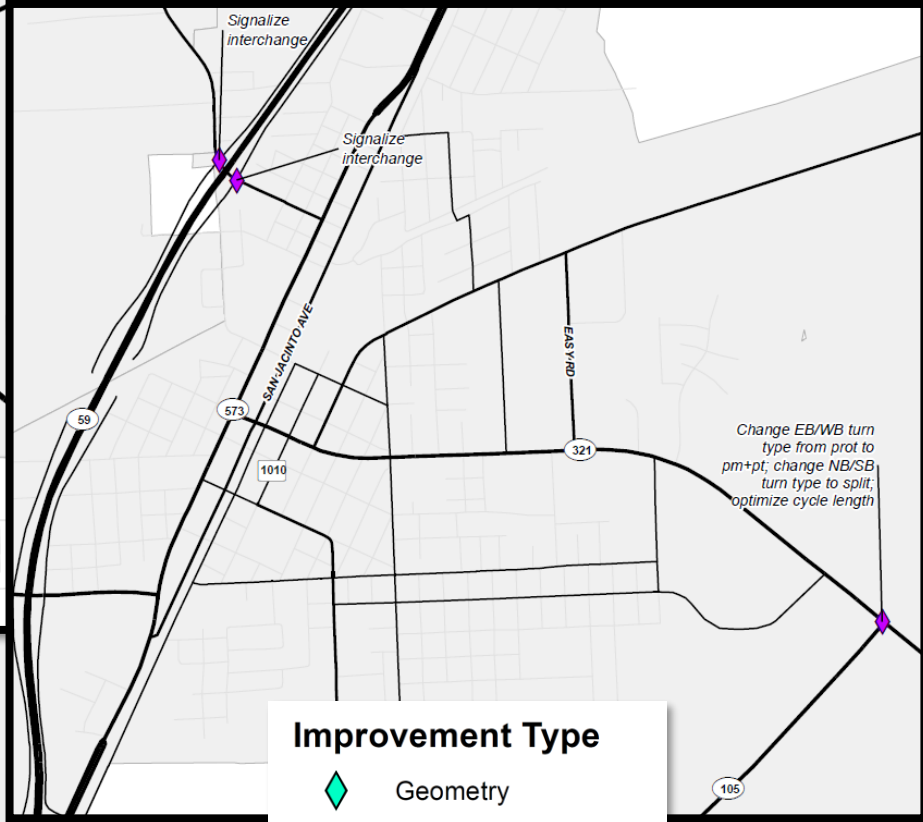 Signalize
interchange
Signalize
interchange
SAN JACINTO AVE
EASY RD
59
573
321
1010
Change EB/WB turn
type from prot to
pm+pt; change NB/SB
turn type to split;
optimize cycle length
105
Improvement Type
Geometry